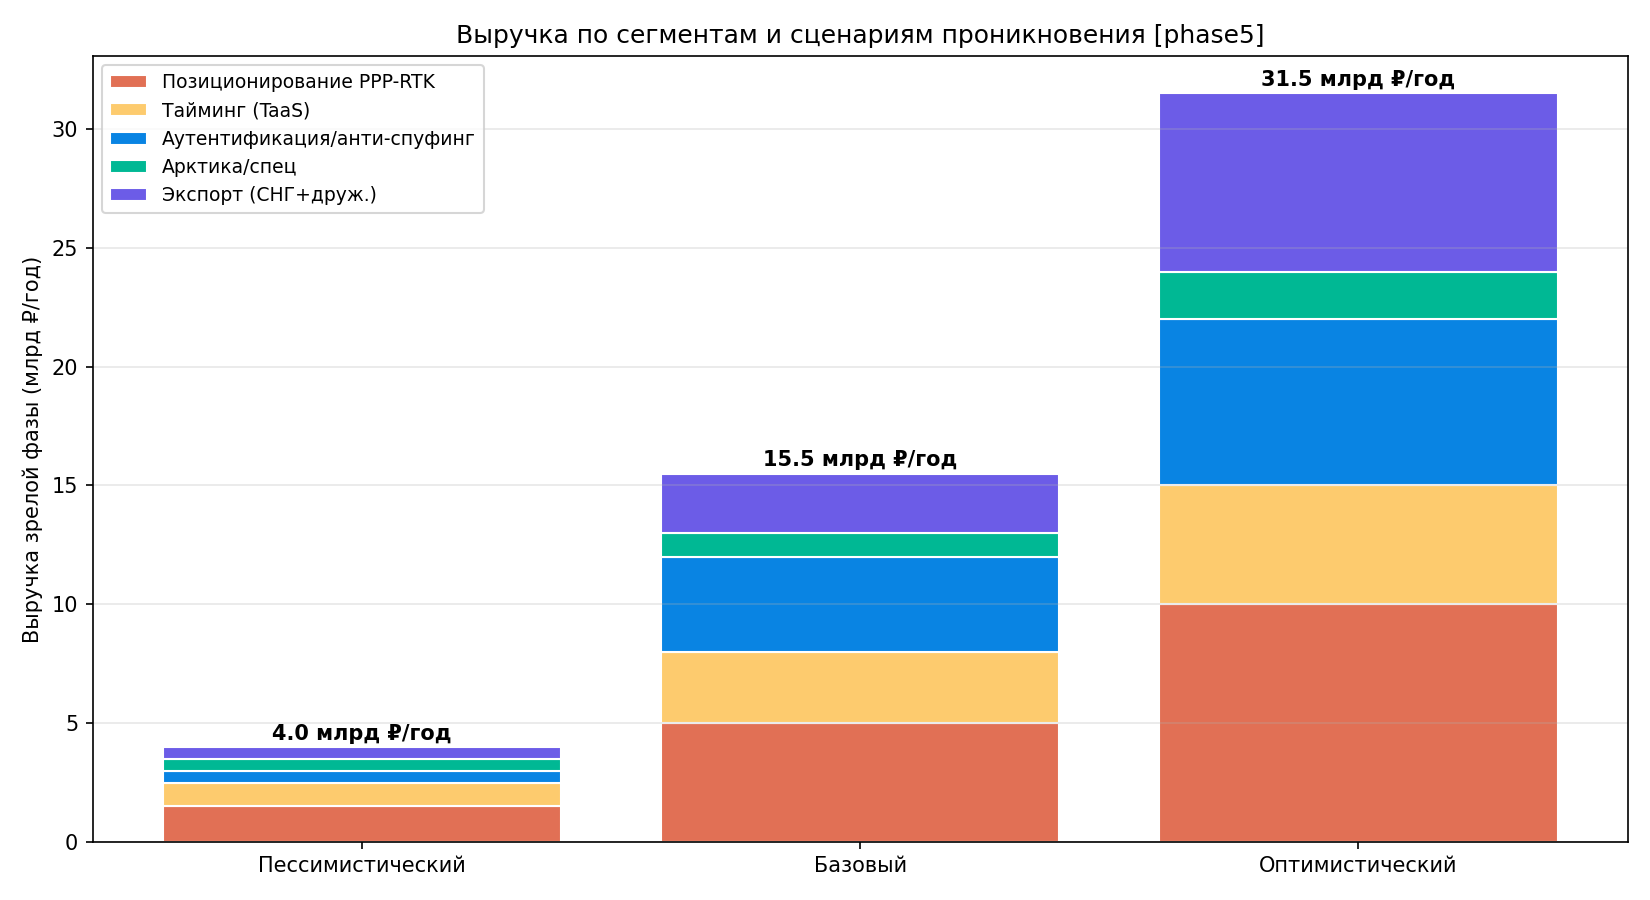 Выручка по сегментам и сценариям проникновения [phase5]
Позиционирование PPP-RTK
Тайминг (TaaS)
Аутентификация/анти-спуфинг
Арктика/спец
Экспорт (СНГ+друж.)
31.5 млрд ₽/год
15.5 млрд ₽/год
4.0 млрд ₽/год
Выручка зрелой фазы (млрд ₽/год)
30
25
20
15
10
5
0
Пессимистический
Базовый
Оптимистический